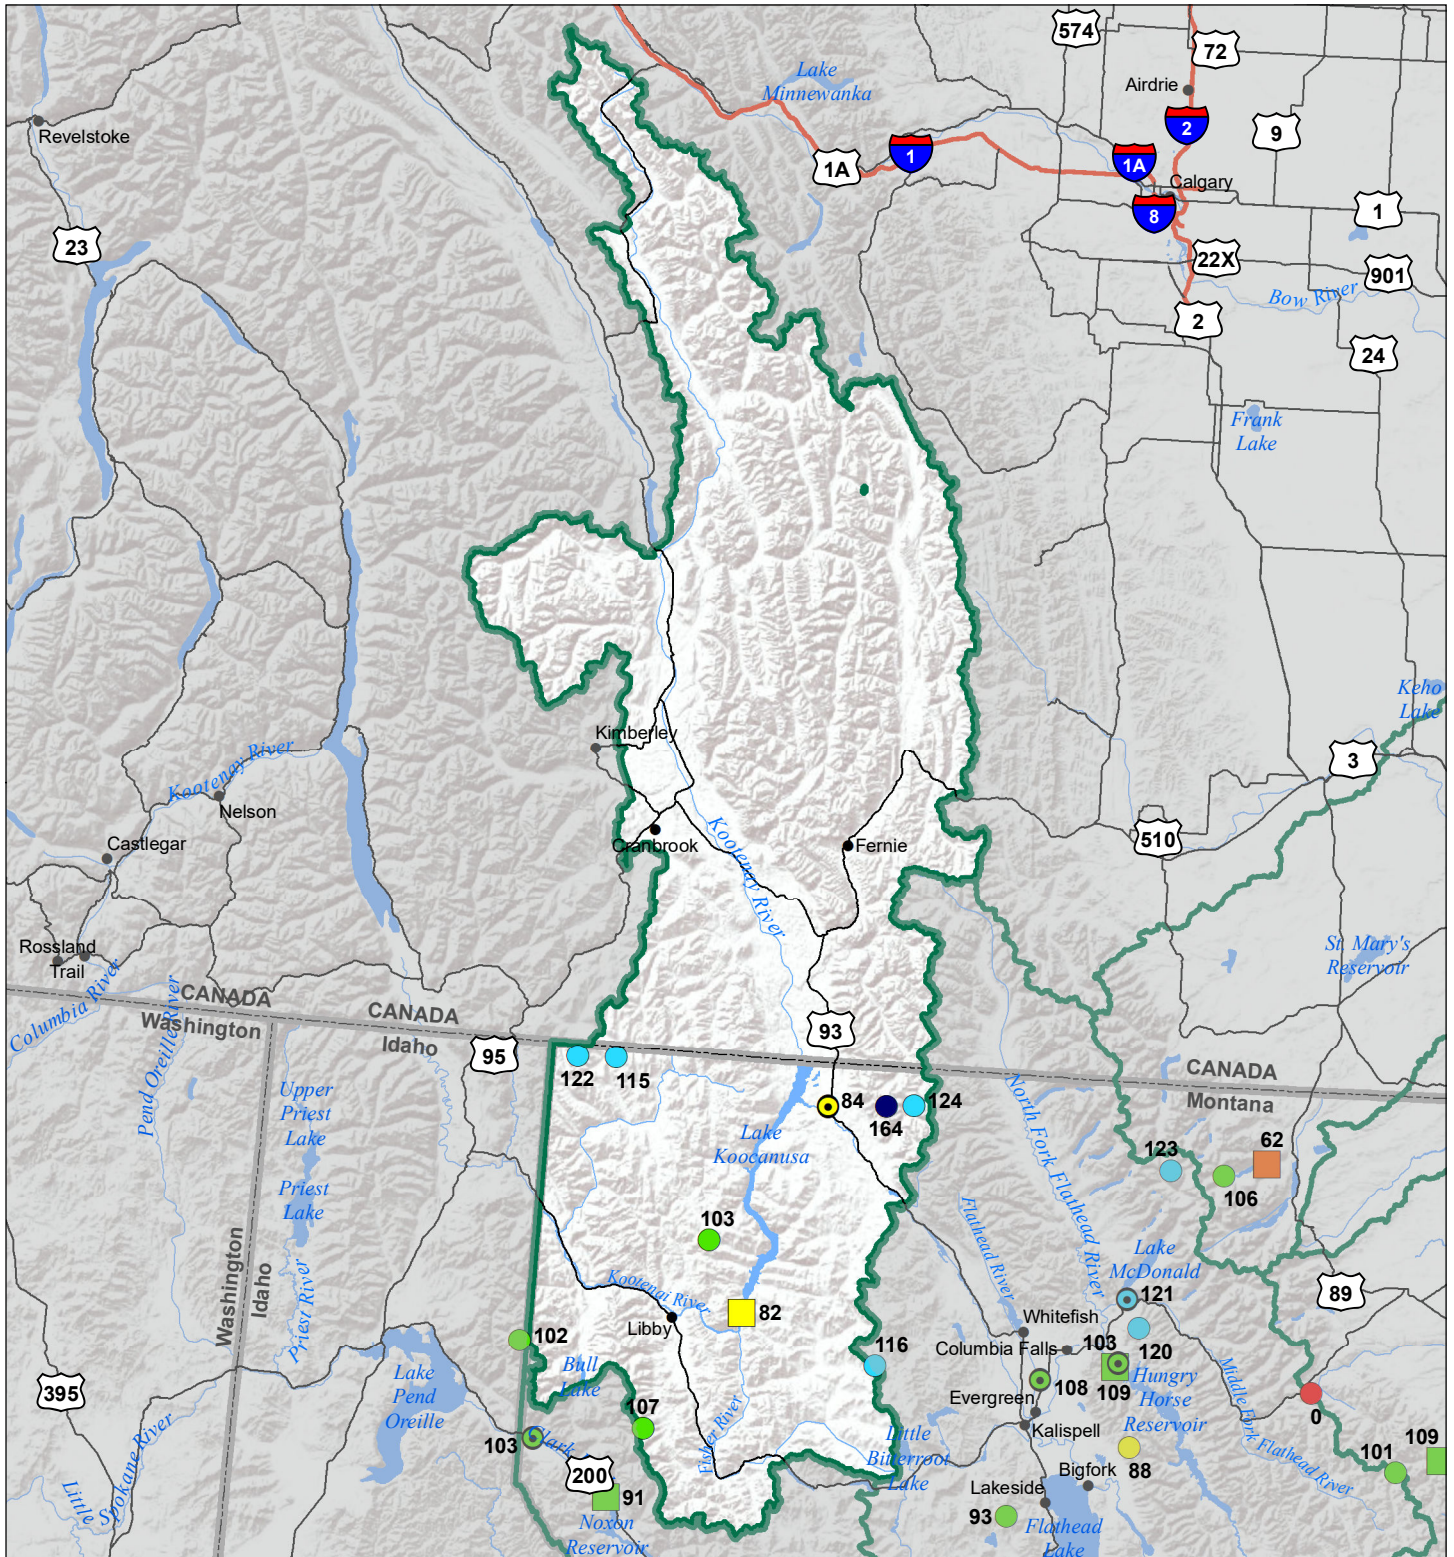 574
72
Lake
Minnewanka
Airdrie
2
9
Revelstoke
1A
1
1A
Calgary
8
1
23
22X
901
Bow River
2
24
Frank
Lake
Keho
Lake
Kimberley
3
Kootenay River
Nelson
Castlegar
Cranbrook
Kootenay River
Fernie
510
Rossland
Trail
St. Mary's
Reservoir
Columbia River
Pend Oreille River
CANADA
Washington
CANADA
Idaho
95
93
122
115
CANADA
Montana
84
164
124
Upper
Priest
Lake
Priest
Lake
Lake
Koocanusa
North Fork Flathead River
123
62
106
103
Flathead River
Lake
McDonald
Washington
Idaho
Priest River
Kootenai River
82
Libby
121
89
Whitefish
Columbia Falls
103
120
102
116
Bull
Lake
Lake
Pend
Oreille
395
109
Hungry
Horse
Reservoir
108
Evergreen
Middle Fork Flathead River
0
107
Kalispell
103
Clark
Fisher River
Little
Bitterroot
Lake
88
101
109
200
91
Bigfork
Lakeside
Little
Spokane River
93
Noxon
Reservoir
Flathead
Lake